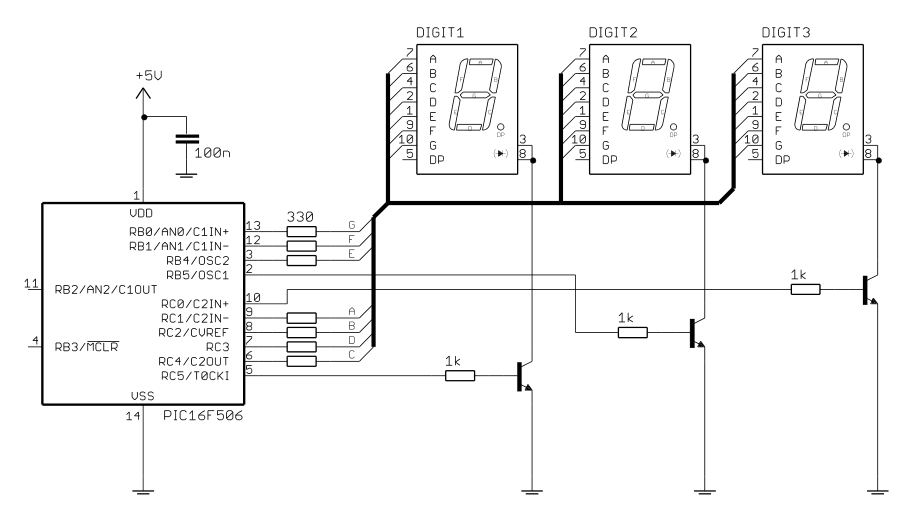 DIGIT1
DIGIT2
DIGIT3
7 A
6 B
4 C
2 D
1 E
9 F
10 G
5 DP
3
8
DP
7 A
6 B
4 C
2 D
1 E
9 F
10 G
5 DP
3
8
DP
7 A
6 B
4 C
2 D
1 E
9 F
10 G
5 DP
3
8
DP
+5V
100n
1
VDD
330
RB0/AN0/C1IN+ 13 G
RB1/AN1/C1IN- 12 F
RB4/OSC2 3 E
RB5/OSC1 2
11 RB2/AN2/C1OUT
RC0/C2IN+ 10
RC1/C2IN- 9 A
RC2/CVREF 8 B
4 RB3/MCLR
RC3 7 D
RC4/C2OUT 6 C
RC5/T0CKI 5
1k
1k
1k
VSS
14
PIC16F506